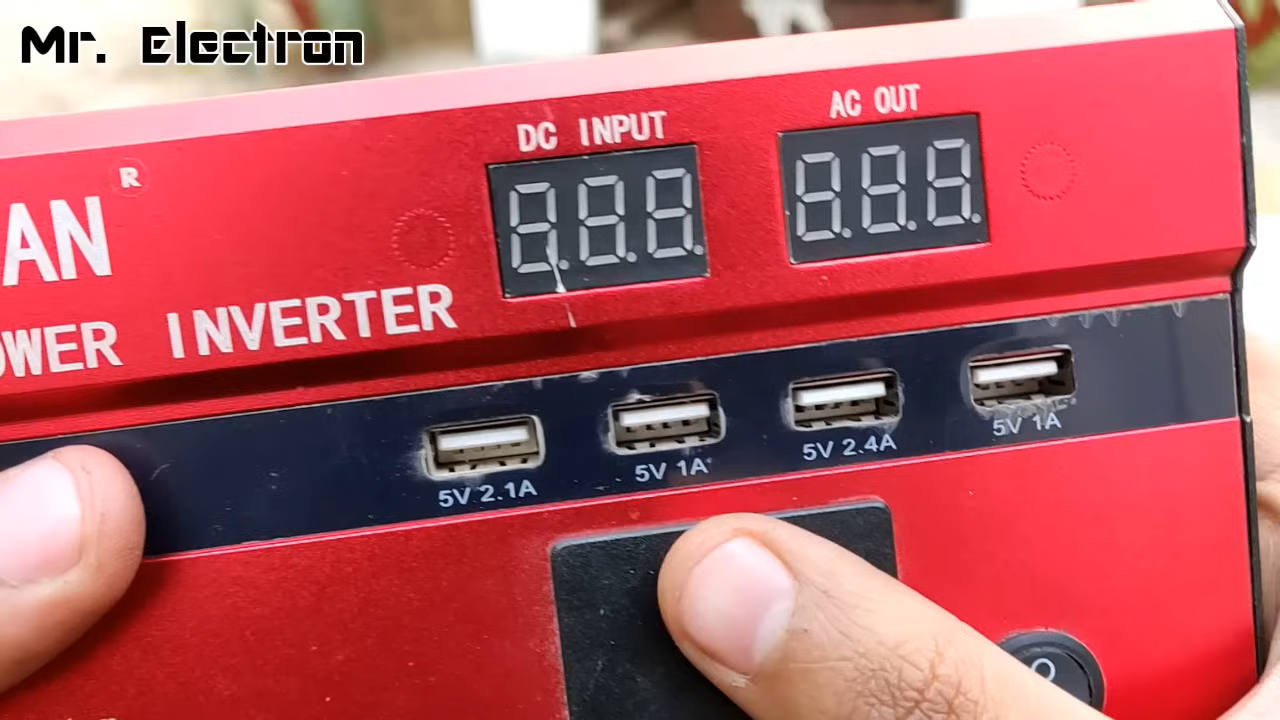 Mr. Electron
DC INPUT
AC OUT
R
AN
OWER INVERTER
5V 2.1A
5V 1A
5V 2.4A
5V 1A
O